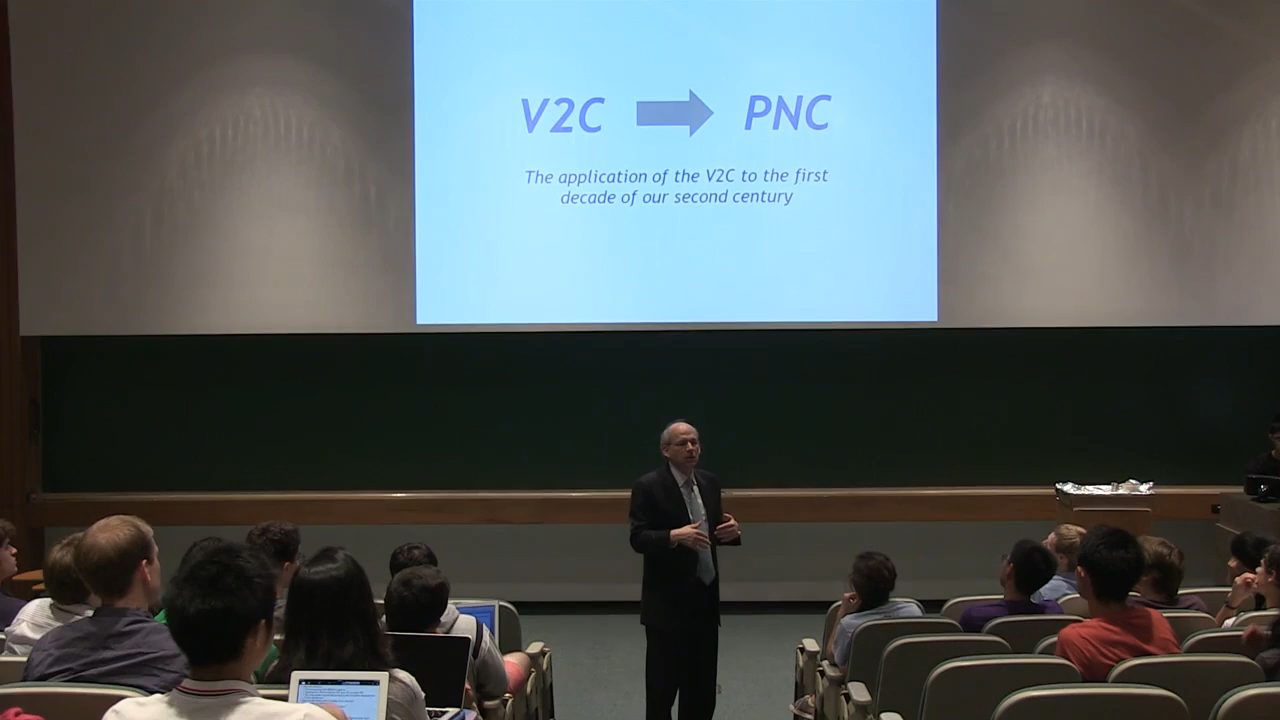 V2C PNC
The application of the V2C to the first
decade of our second century